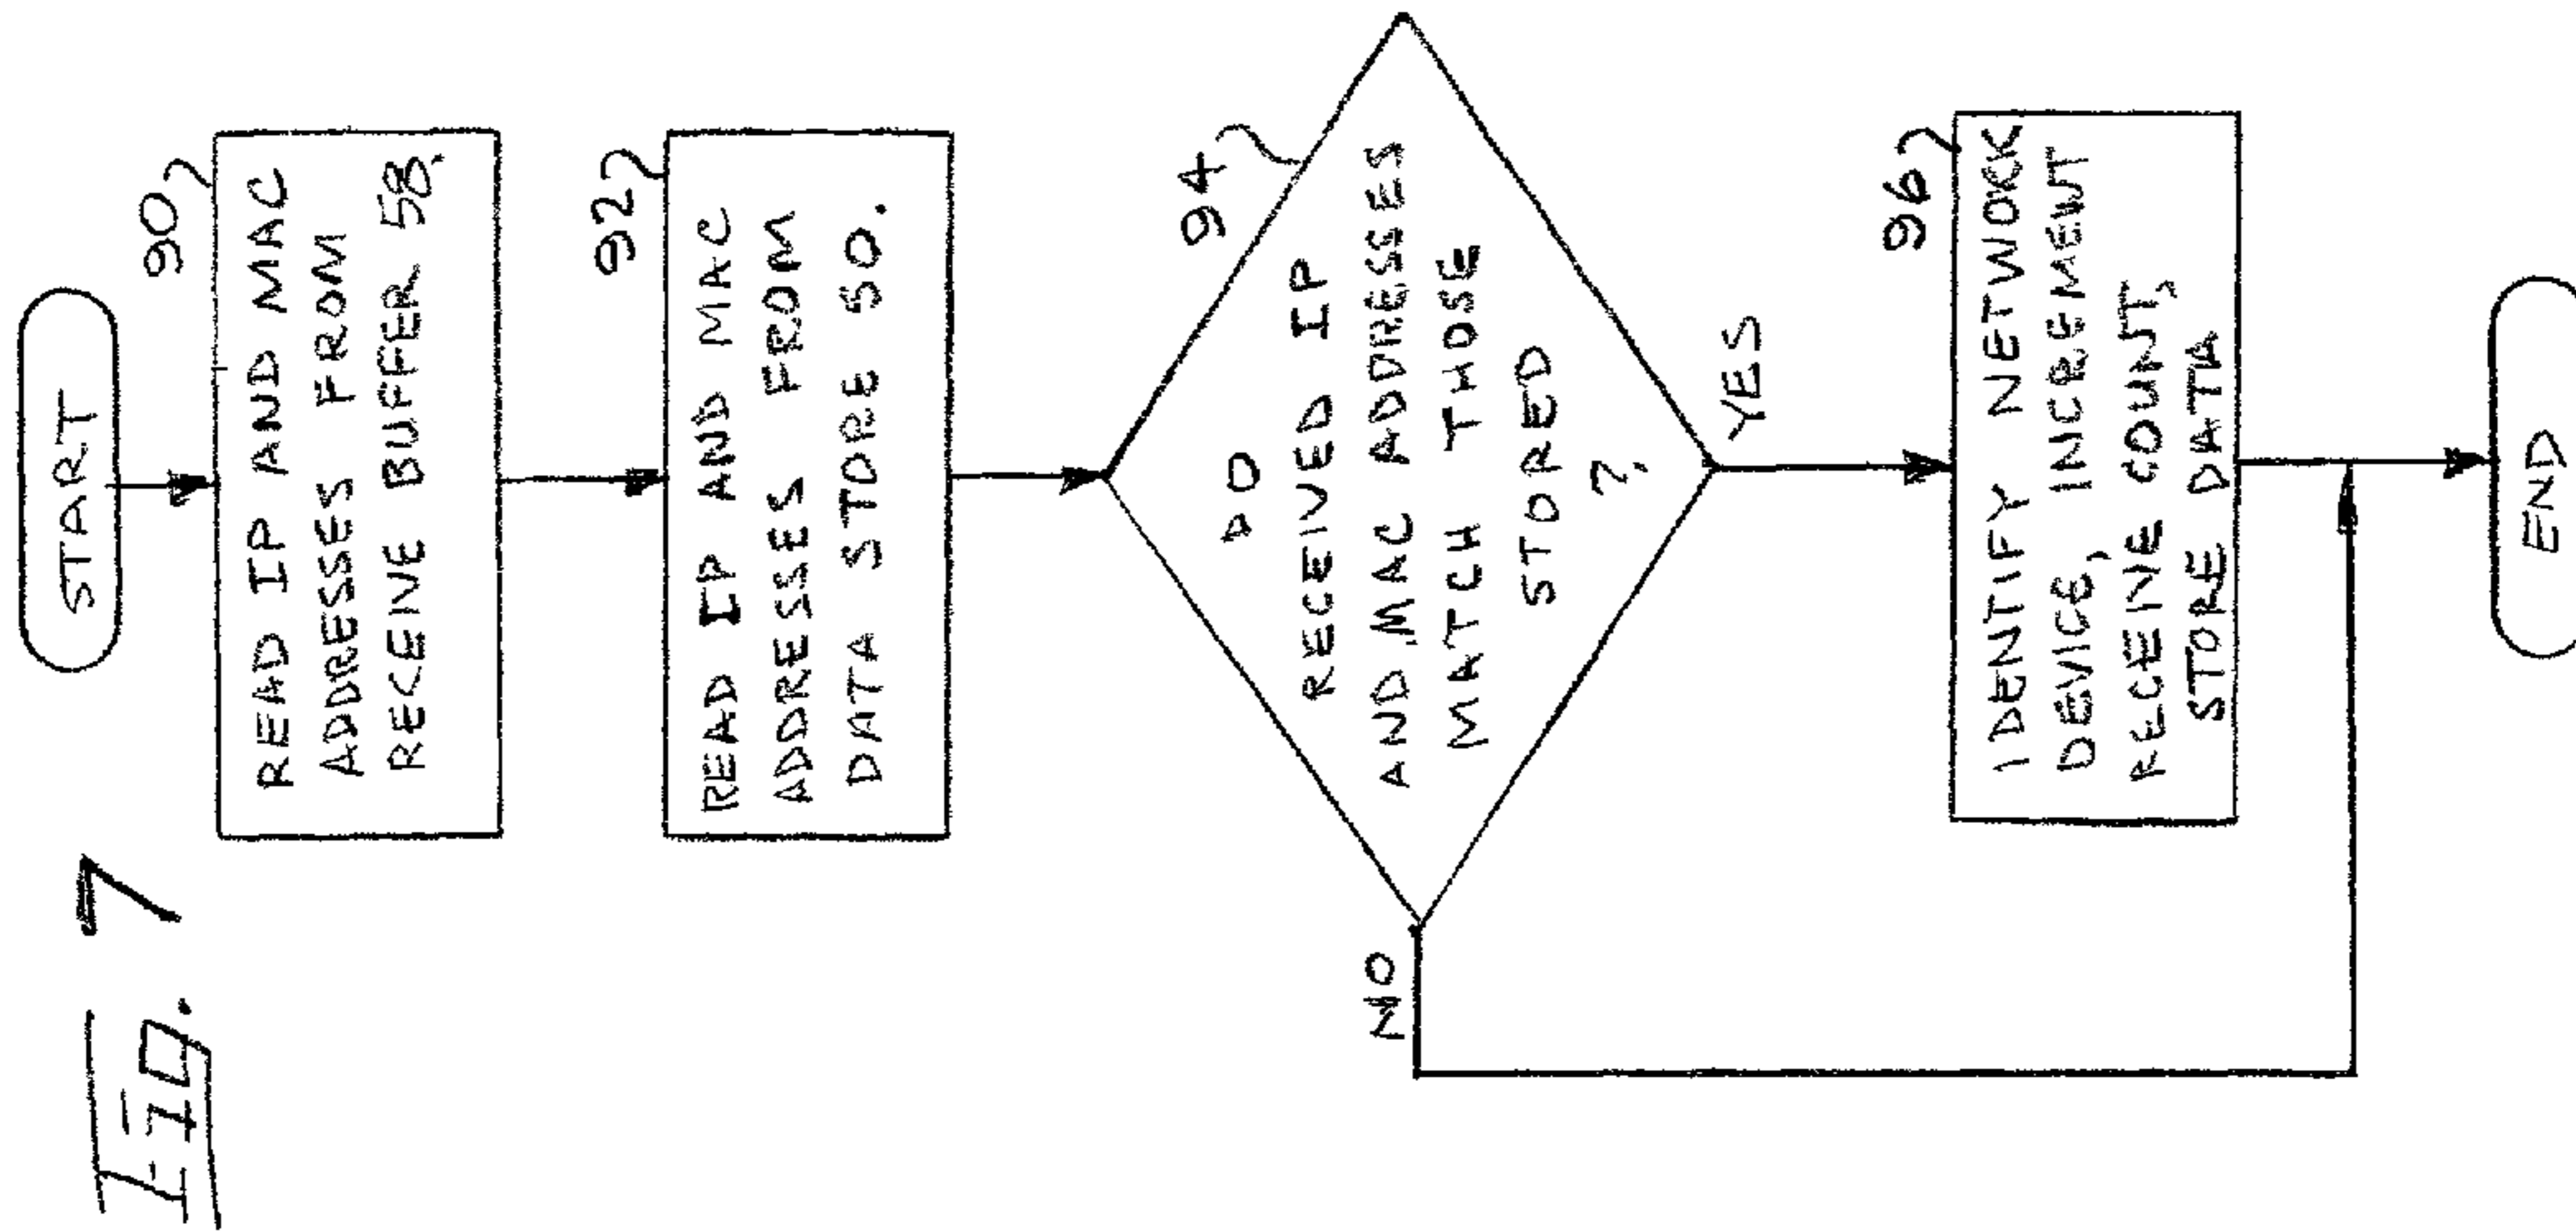 Fig. 7
START
90
READ IP AND MAC
ADDRESSES FROM
RECEIVE BUFFER 58.
92
READ IP AND MAC
ADDRESSES FROM
DATA STORE 50.
94
DO
RECEIVED IP
AND MAC ADDRESSES
MATCH THOSE
STORED
?
NO
YES
96
IDENTIFY NETWORK
DEVICE, INCREMENT
RECEIVE COUNT,
STORE DATA
END